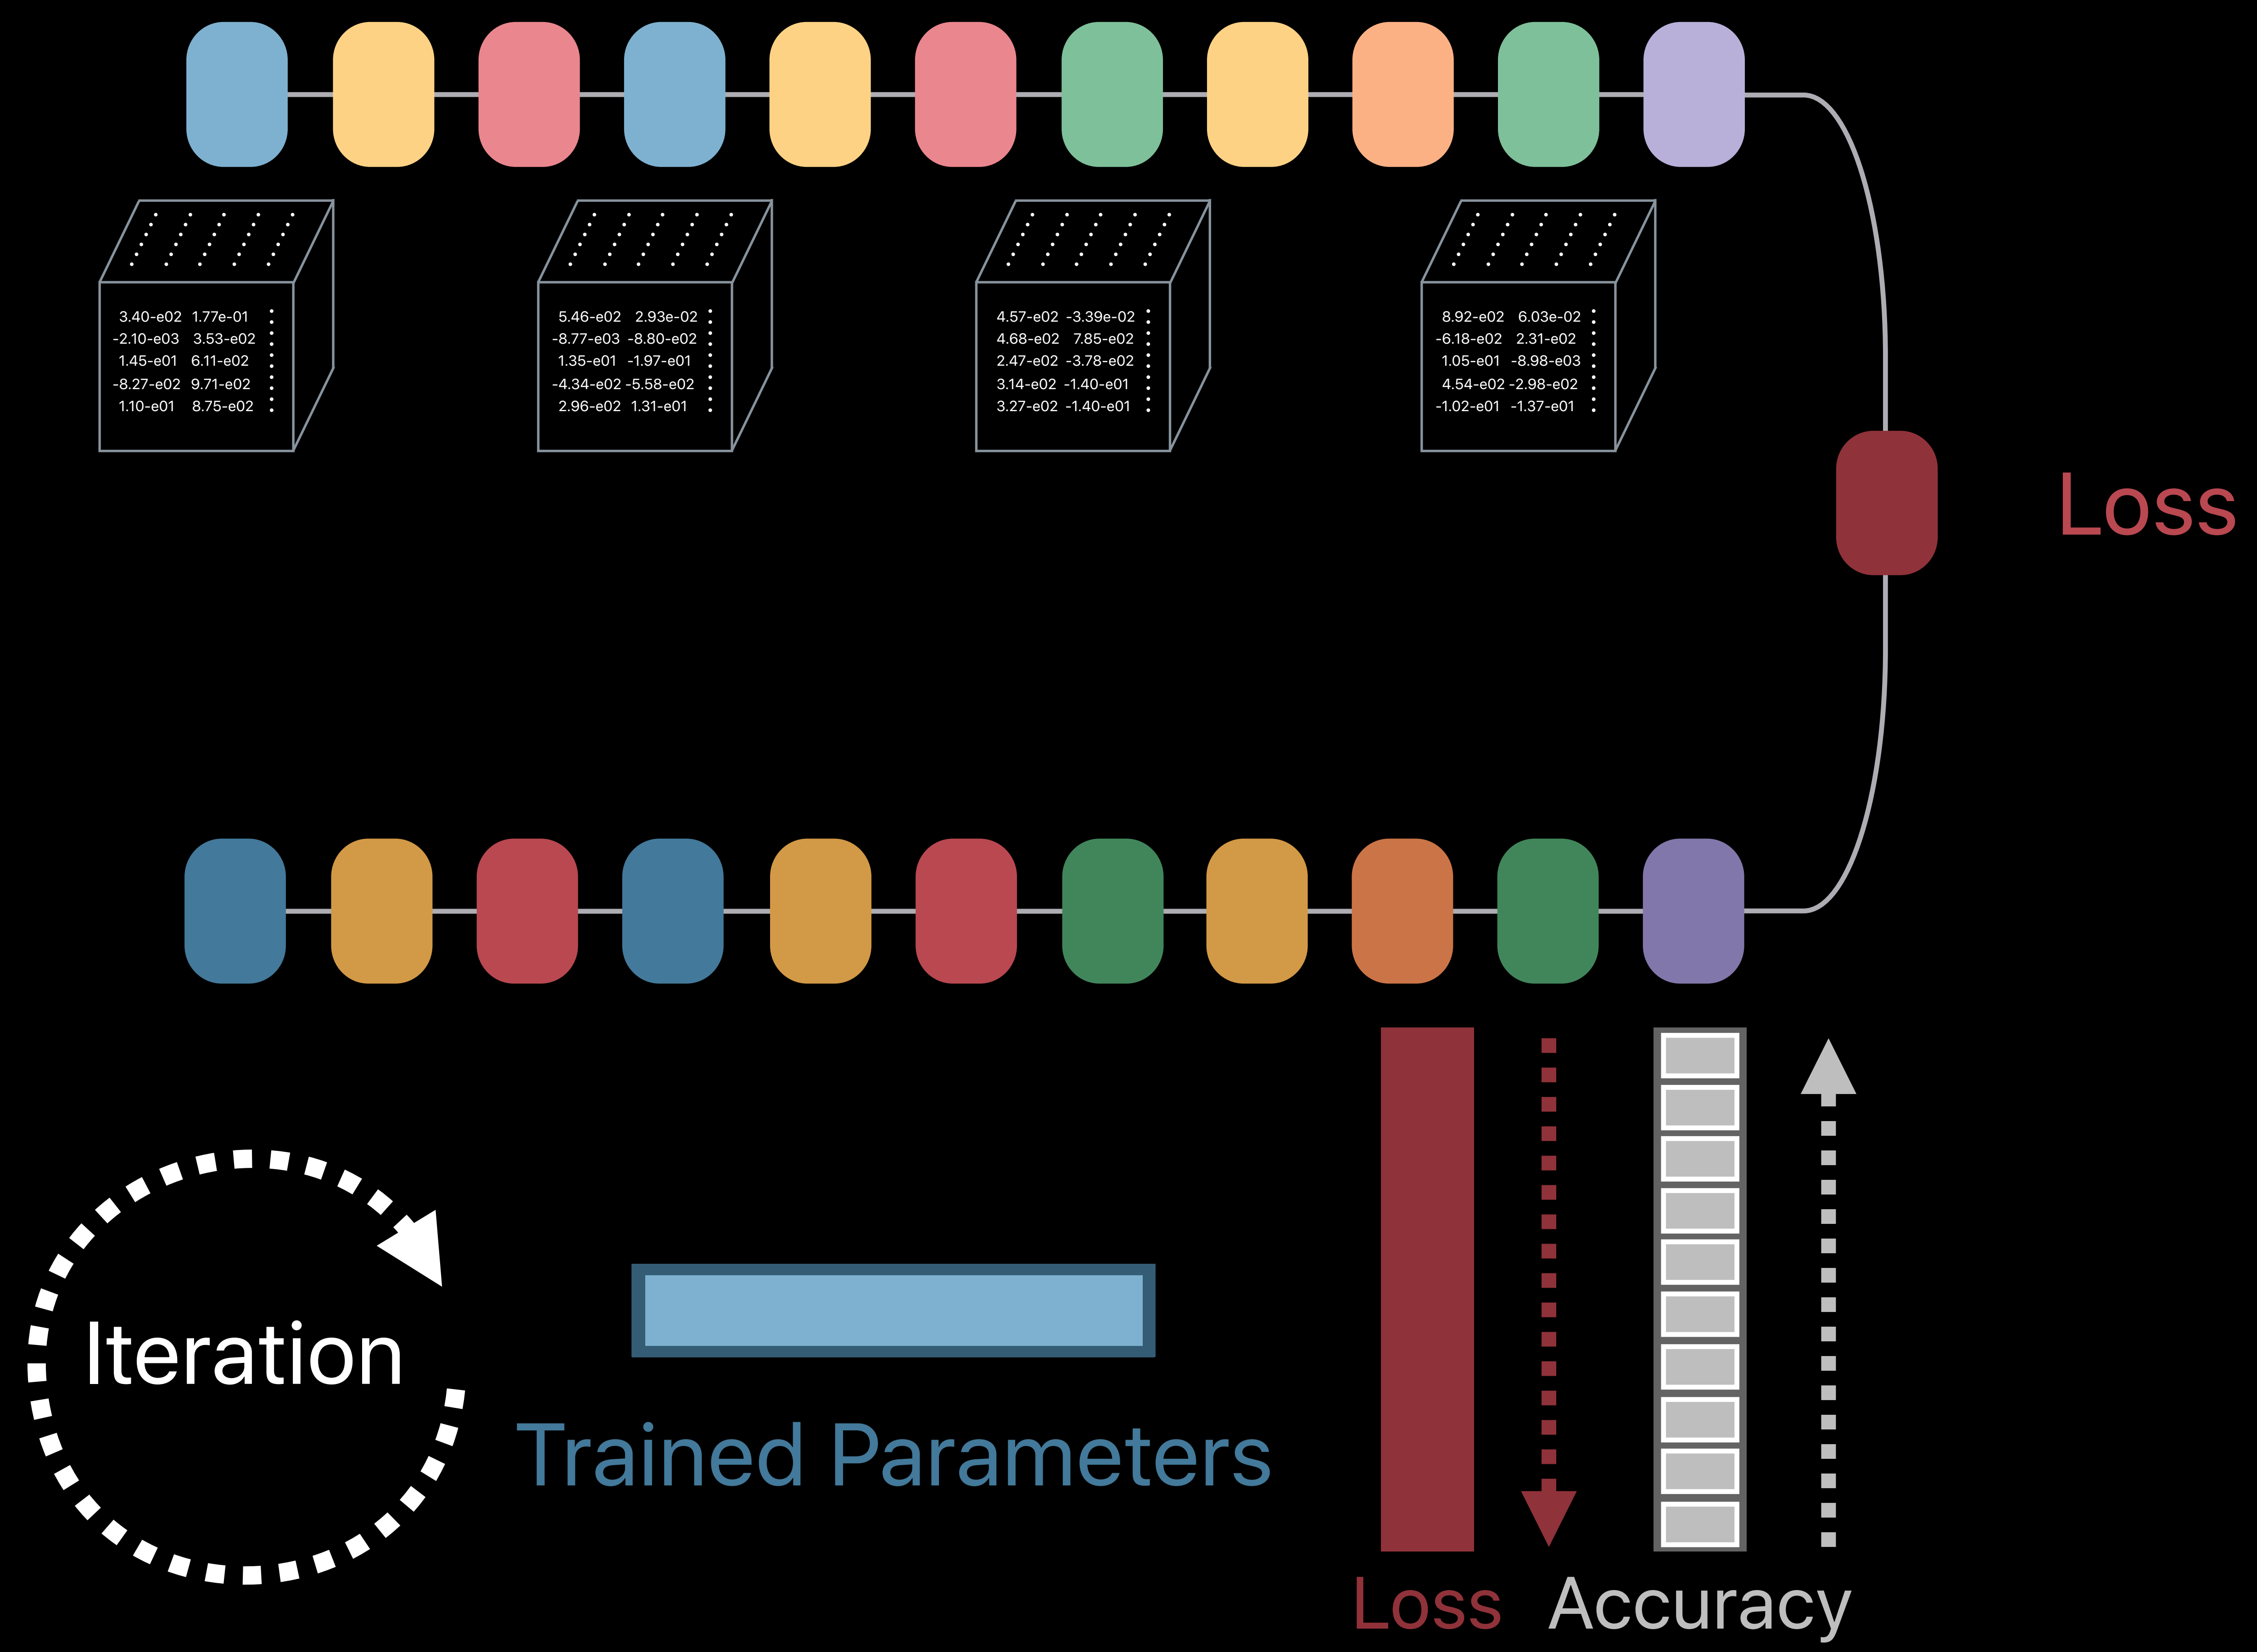 3.40-e02 1.77e-01
-2.10-e03 3.53-e02
1.45-e01 6.11-e02
-8.27-e02 9.71-e02
1.10-e01 8.75-e02
5.46-e02 2.93e-02
-8.77-e03 -8.80-e02
1.35-e01 -1.97-e01
-4.34-e02 -5.58-e02
2.96-e02 1.31-e01
4.57-e02 -3.39e-02
4.68-e02 7.85-e02
2.47-e02 -3.78-e02
3.14-e02 -1.40-e01
3.27-e02 -1.40-e01
8.92-e02 6.03-e02
-6.18-e02 2.31-e02
1.05-e01 -8.98-e03
4.54-e02 -2.98-e02
-1.02-e01 -1.37-e01
Loss
Iteration
Trained Parameters
Loss
Accuracy